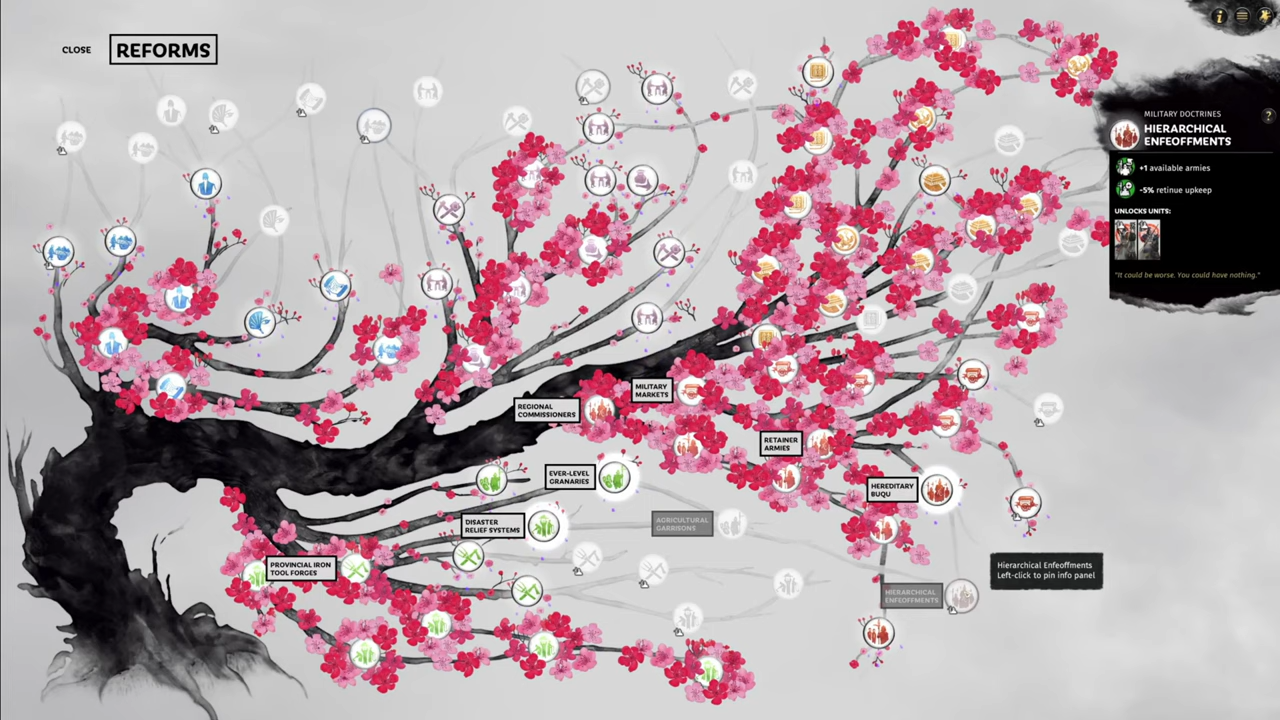 CLOSE
REFORMS
MILITARY DOCTRINES
?
HIERARCHICAL
ENFEOFFMENTS
+1 available armies
-5% retinue upkeep
UNLOCKS UNITS:
"It could be worse. You could have nothing."
MILITARY
MARKETS
REGIONAL
COMMISSIONERS
RETAINER
ARMIES
EVER-LEVEL
GRANARIES
HEREDITARY
BUQU
DISASTER
RELIEF SYSTEMS
AGRICULTURAL
GARRISONS
PROVINCIAL IRON
TOOL FORGES
Hierarchical Enfeoffments
Left-click to pin info panel
HIERARCHICAL
ENFEOFFMENTS